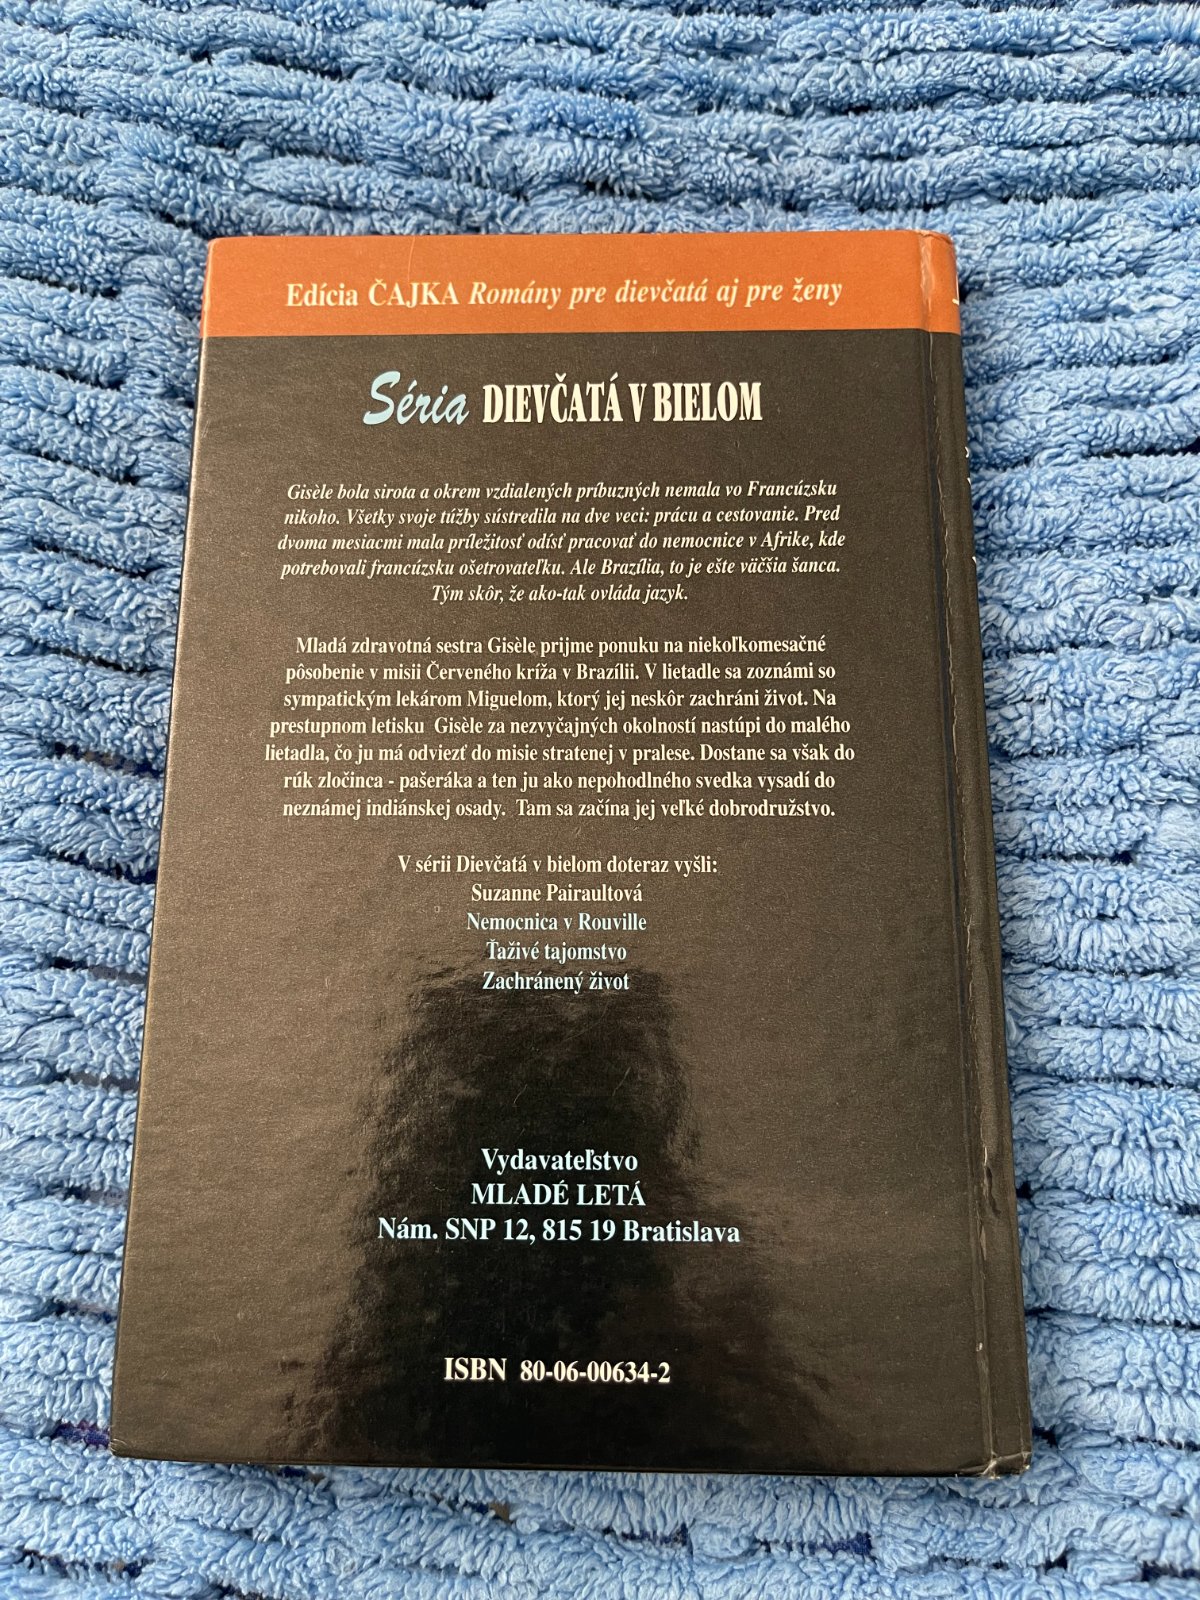 Edícia ČAJKA Romány pre dievčatá aj pre ženy
Séria DIEVČATÁ V BIELOM
Gisèle bola sirota a okrem vzdialených príbuzných nemala vo Francúzsku
nikoho. Všetky svoje túžby sústredila na dve veci: prácu a cestovanie. Pred
dvoma mesiacmi mala príležitosť odísť pracovať do nemocnice v Afrike, kde
potrebovali francúzsku ošetrovateľku. Ale Brazília, to je ešte väčšia šanca.
Tým skôr, že ako-tak ovláda jazyk.
Mladá zdravotná sestra Gisèle prijme ponuku na niekoľkomesačné
pôsobenie v misii Červeného kríža v Brazílii. V lietadle sa zoznámi so
sympatickým lekárom Miguelom, ktorý jej neskôr zachráni život. Na
prestupnom letisku Gisèle za nezvyčajných okolností nastúpi do malého
lietadla, čo ju má odviezť do misie stratenej v pralese. Dostane sa však do
rúk zločinca - pašeráka a ten ju ako nepohodlného svedka vysadí do
neznámej indiánskej osady. Tam sa začína jej veľké dobrodružstvo.
V sérii Dievčatá v bielom doteraz vyšli:
Suzanne Pairaultová
Nemocnica v Rouville
Ťaživé tajomstvo
Zachránený život
Vydavateľstvo
MLADÉ LETÁ
Nám. SNP 12, 815 19 Bratislava
ISBN 80-06-00634-2